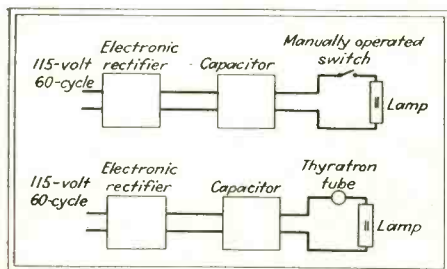 115-volt
60-cycle
Electronic
rectifier
Capacitor
Manually operated
switch
Lamp
115-volt
60-cycle
Electronic
rectifier
Capacitor
Thyratron
tube
Lamp